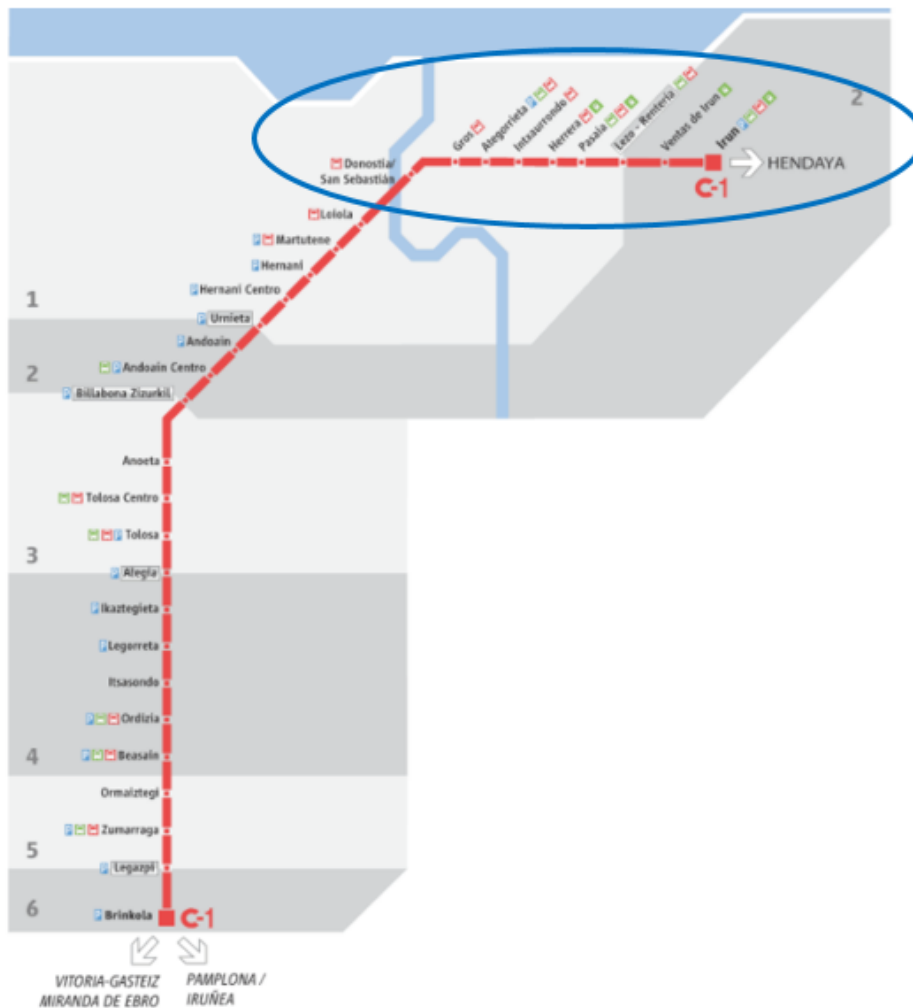 Gros
Ategorrieta
Intxaurrondo
Herrera
Pasaia
Lezo - Rentería
Ventas de Irun
Irun
2
HENDAYA
C-1
Donostia/
San Sebastián
Loiola
Martutene
Hernani
Hernani Centro
1
Urnieta
Andoain
2
Andoain Centro
Billabona Zizurkil
Anoeta
Tolosa Centro
Tolosa
3
Alegia
Ikaztegieta
Legorreta
Itsasondo
Ordizia
4
Beasain
Ormaiztegi
Zumarraga
5
Legazpi
6
Brinkola
C-1
VITORIA-GASTEIZ
MIRANDA DE EBRO
PAMPLONA /
IRUÑEA